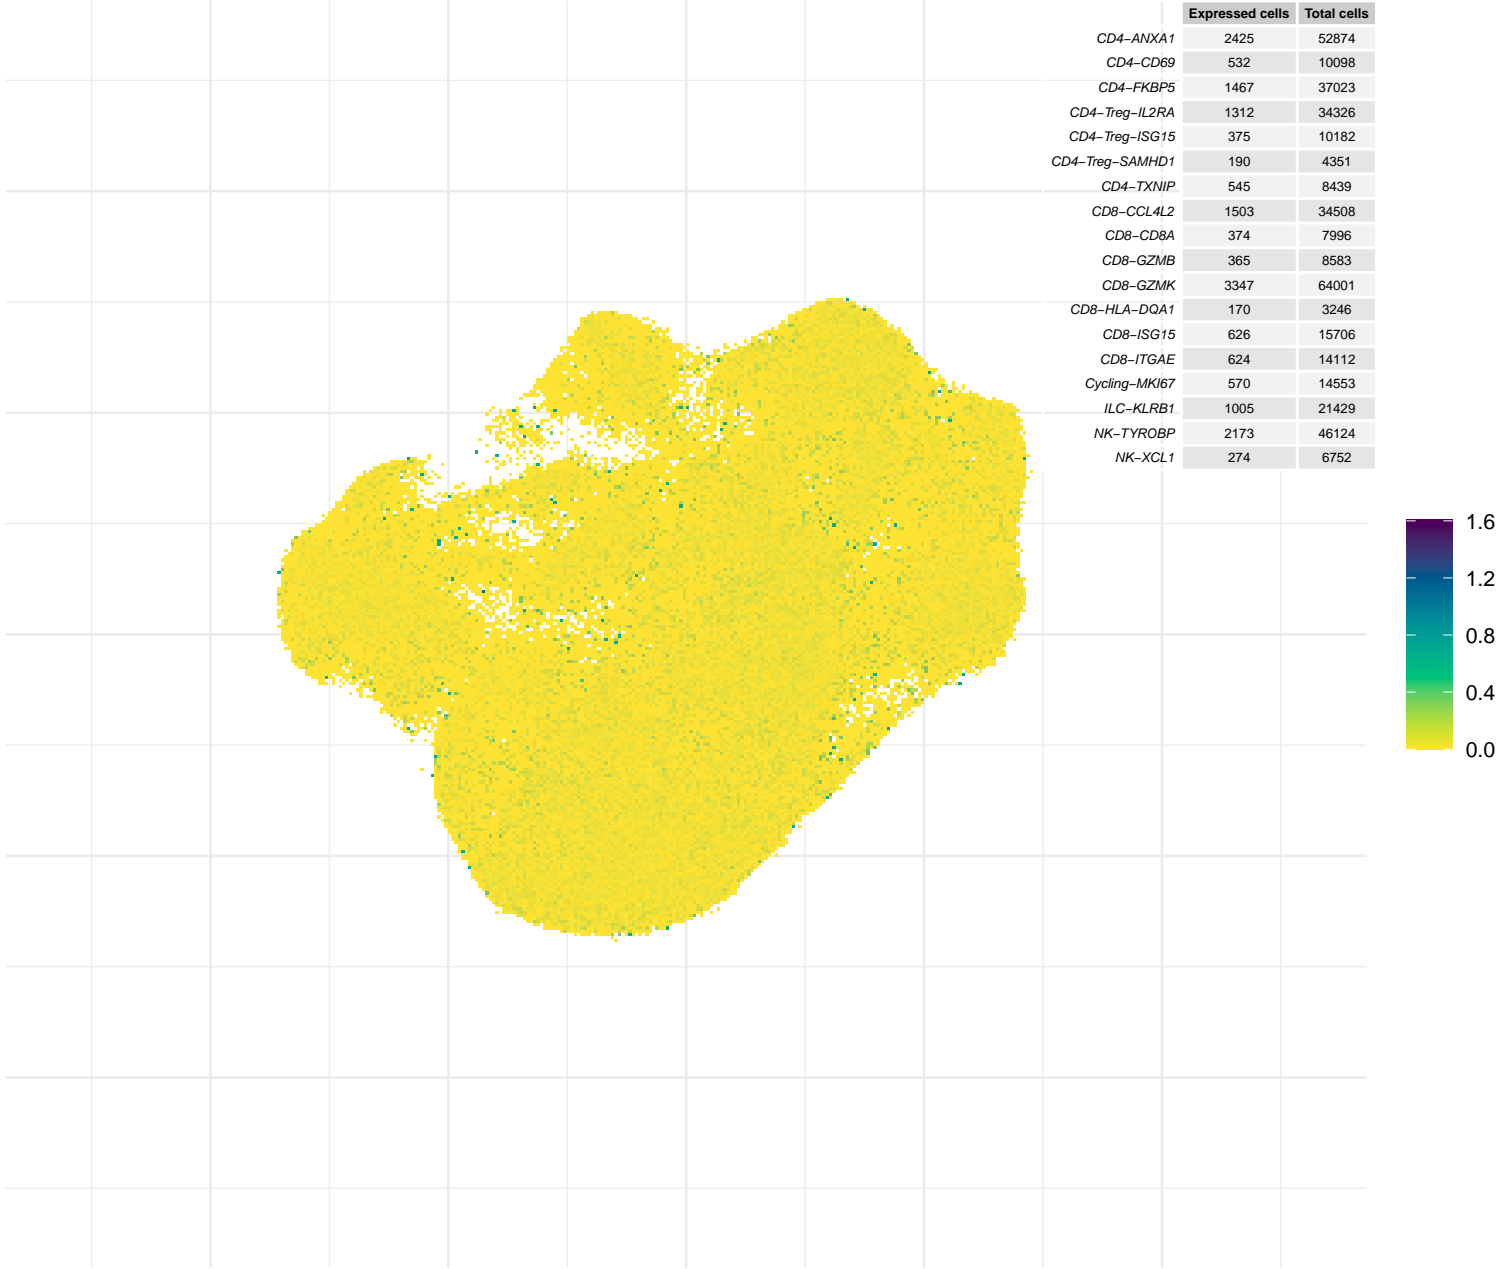 Expressed cells Total cells
CD4−ANXA1 2425 52874
CD4−CD69 532 10098
CD4−FKBP5 1467 37023
CD4−Treg−IL2RA 1312 34326
CD4−Treg−ISG15 375 10182
CD4−Treg−SAMHD1 190 4351
CD4−TXNIP 545 8439
CD8−CCL4L2 1503 34508
CD8−CD8A 374 7996
CD8−GZMB 365 8583
CD8−GZMK 3347 64001
CD8−HLA−DQA1 170 3246
CD8−ISG15 626 15706
CD8−ITGAE 624 14112
Cycling−MKI67 570 14553
ILC−KLRB1 1005 21429
NK−TYROBP 2173 46124
NK−XCL1 274 6752
1.6
1.2
0.8
0.4
0.0